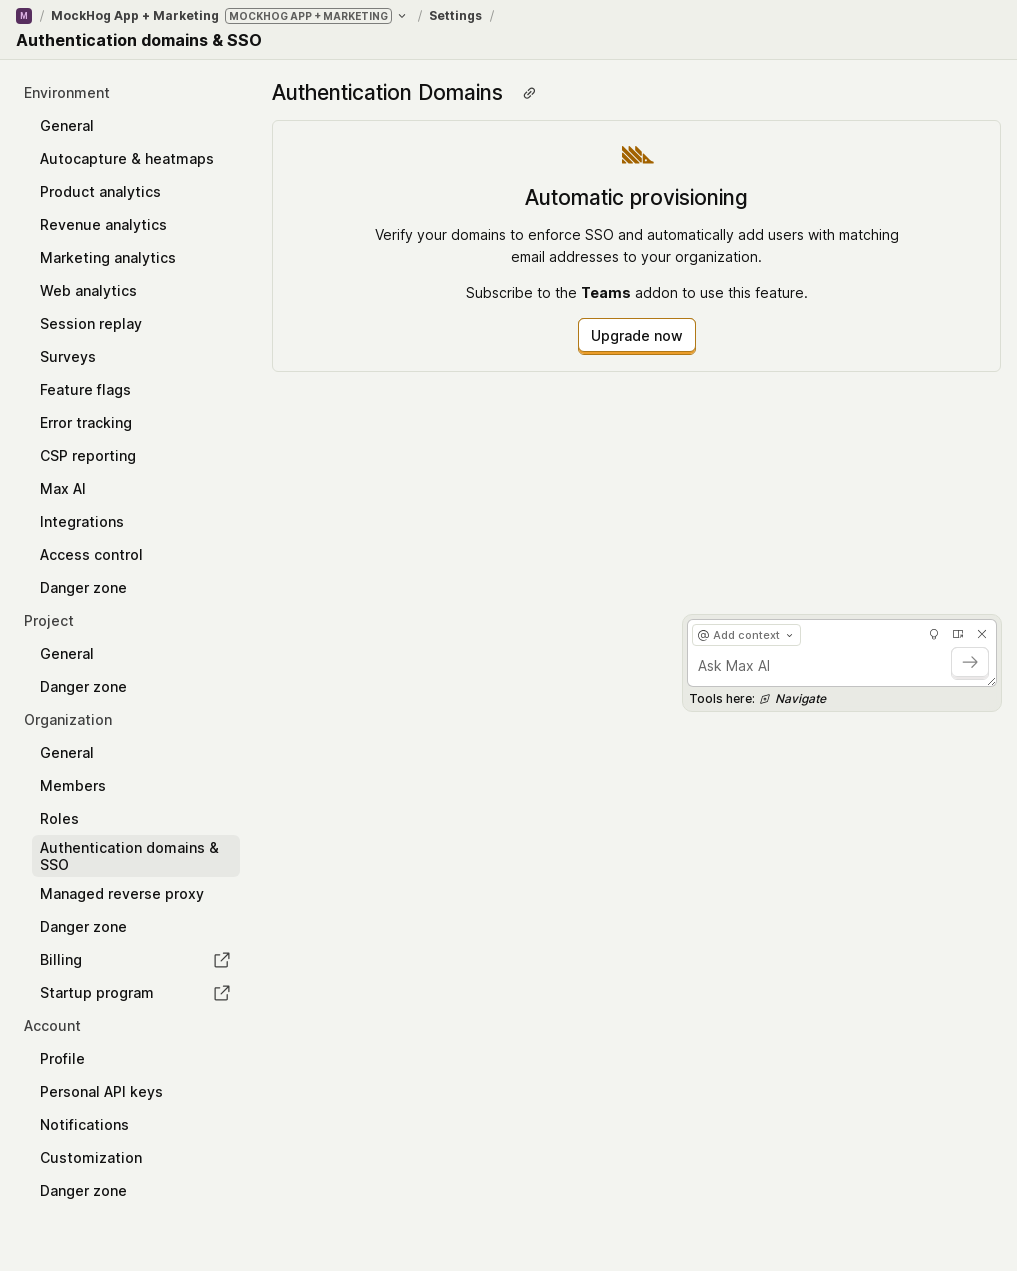 M / MockHog App + Marketing MOCKHOG APP + MARKETING / Settings /
Authentication domains & SSO
Environment
General
Autocapture & heatmaps
Product analytics
Revenue analytics
Marketing analytics
Web analytics
Session replay
Surveys
Feature flags
Error tracking
CSP reporting
Max AI
Integrations
Access control
Danger zone
Project
General
Danger zone
Organization
General
Members
Roles
Authentication domains &
SSO
Managed reverse proxy
Danger zone
Billing
Startup program
Account
Profile
Personal API keys
Notifications
Customization
Danger zone
Authentication Domains
Automatic provisioning
Verify your domains to enforce SSO and automatically add users with matching
email addresses to your organization.
Subscribe to the Teams addon to use this feature.
Upgrade now
@ Add context
Ask Max AI
Tools here: Navigate